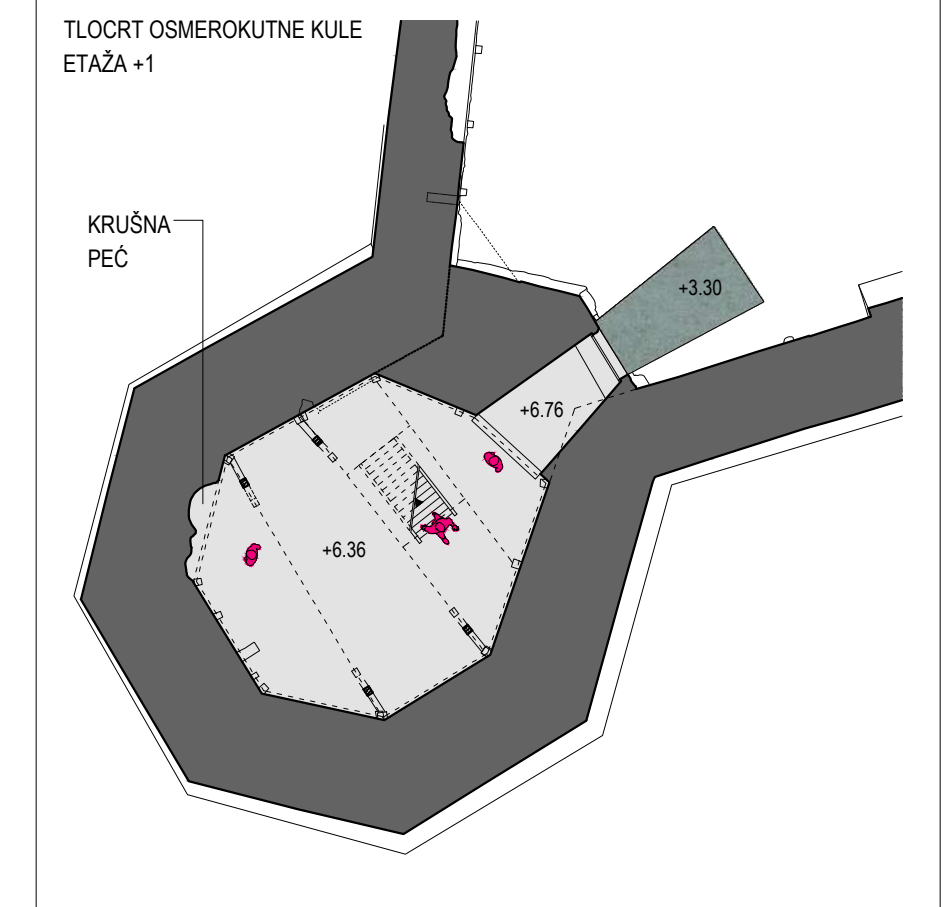 TLOCRT OSMEROKUTNE KULE
ETAŽA +1
KRUŠNA
PEĆ
+3.30
+6.76
+6.36